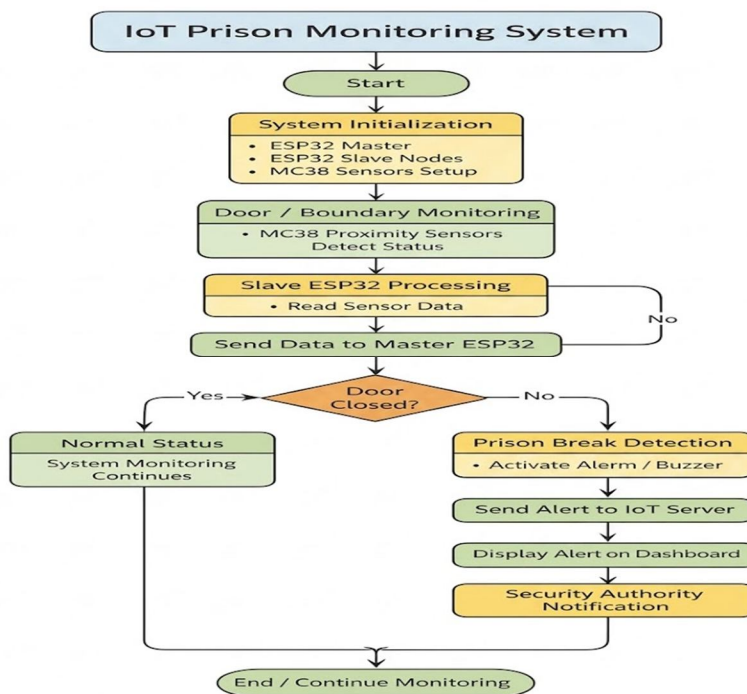 IoT Prison Monitoring System
Start
System Initialization
• ESP32 Master
• ESP32 Slave Nodes
• MC38 Sensors Setup
Door / Boundary Monitoring
• MC38 Proximity Sensors
Detect Status
Slave ESP32 Processing
• Read Sensor Data
No
Send Data to Master ESP32
Door
Closed?
Yes
No
Normal Status
System Monitoring
Continues
Prison Break Detection
• Activate Alerm / Buzzer
Send Alert to IoT Server
Display Alert on Dashboard
Security Authority
Notification
End / Continue Monitoring